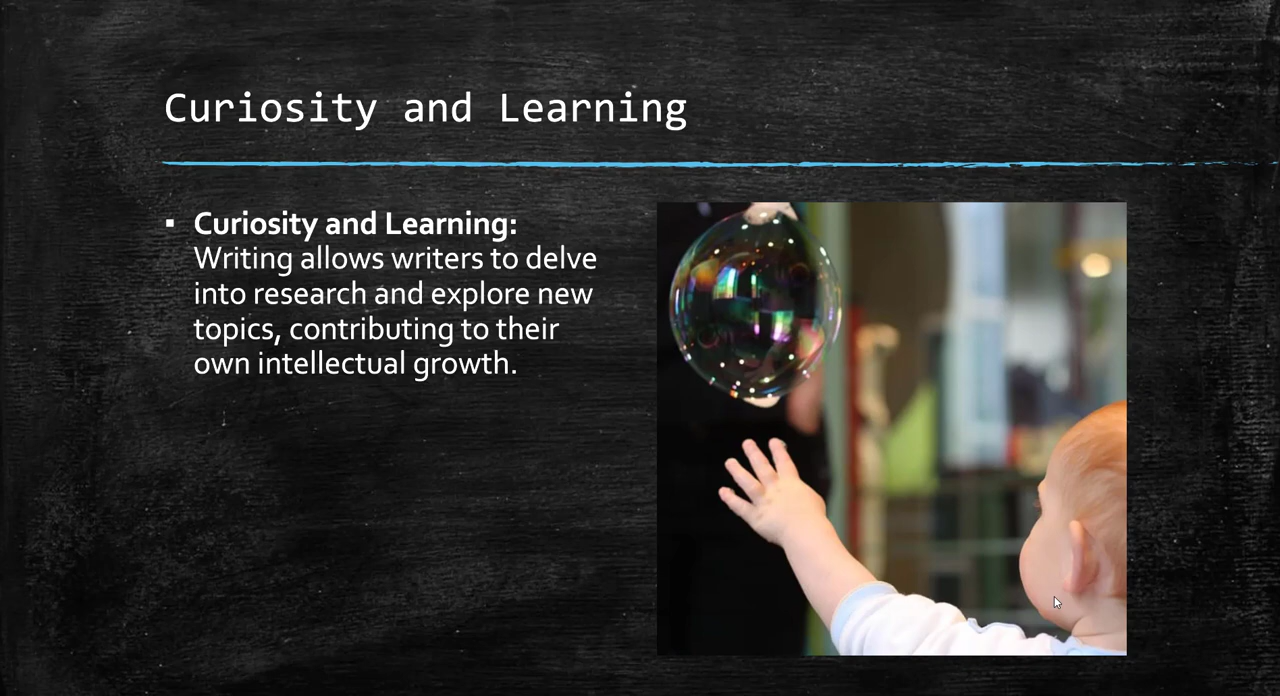 Curiosity and Learning
▪ Curiosity and Learning:
Writing allows writers to delve
into research and explore new
topics, contributing to their
own intellectual growth.